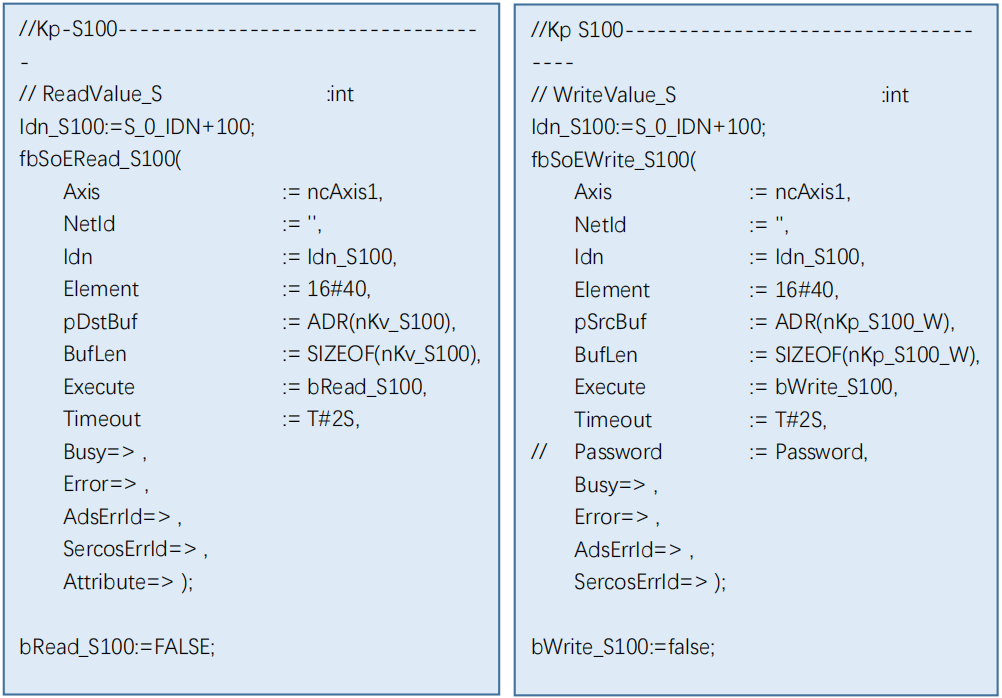 //Kp-S100---------------------------------
-
// ReadValue_S :int
Idn_S100:=S_0_IDN+100;
fbSoERead_S100(
Axis := ncAxis1,
NetId := '',
Idn := Idn_S100,
Element := 16#40,
pDstBuf := ADR(nKv_S100),
BufLen := SIZEOF(nKv_S100),
Execute := bRead_S100,
Timeout := T#2S,
Busy=> ,
Error=> ,
AdsErrId=> ,
SercosErrId=> ,
Attribute=> );
bRead_S100:=FALSE;
//Kp S100--------------------------------
----
// WriteValue_S :int
Idn_S100:=S_0_IDN+100;
fbSoEWrite_S100(
Axis := ncAxis1,
NetId := '',
Idn := Idn_S100,
Element := 16#40,
pSrcBuf := ADR(nKp_S100_W),
BufLen := SIZEOF(nKp_S100_W),
Execute := bWrite_S100,
Timeout := T#2S,
// Password := Password,
Busy=> ,
Error=> ,
AdsErrId=> ,
SercosErrId=> );
bWrite_S100:=false;